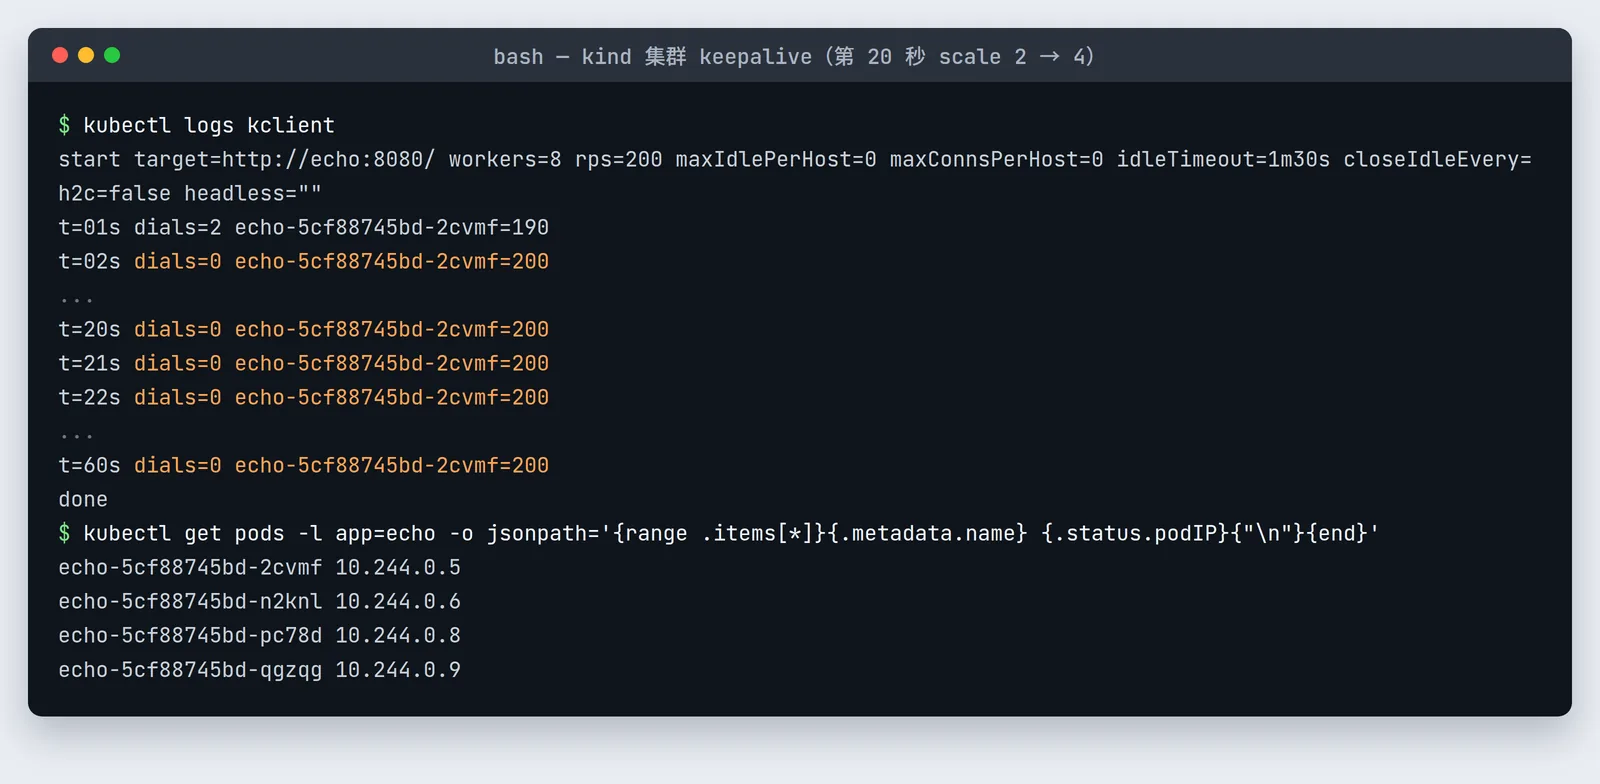 bash — kind 集群 keepalive（第 20 秒 scale 2 → 4）
$ kubectl logs kclient
start target=http://echo:8080/ workers=8 rps=200 maxIdlePerHost=0 maxConnsPerHost=0 idleTimeout=1m30s closeIdleEvery=
h2c=false headless=""
t=01s dials=2 echo-5cf88745bd-2cvmf=190
t=02s dials=0 echo-5cf88745bd-2cvmf=200
...
t=20s dials=0 echo-5cf88745bd-2cvmf=200
t=21s dials=0 echo-5cf88745bd-2cvmf=200
t=22s dials=0 echo-5cf88745bd-2cvmf=200
...
t=60s dials=0 echo-5cf88745bd-2cvmf=200
done
$ kubectl get pods -l app=echo -o jsonpath='{range .items[*]}{.metadata.name} {.status.podIP}{"\n"}{end}'
echo-5cf88745bd-2cvmf 10.244.0.5
echo-5cf88745bd-n2knl 10.244.0.6
echo-5cf88745bd-pc78d 10.244.0.8
echo-5cf88745bd-qgzqg 10.244.0.9